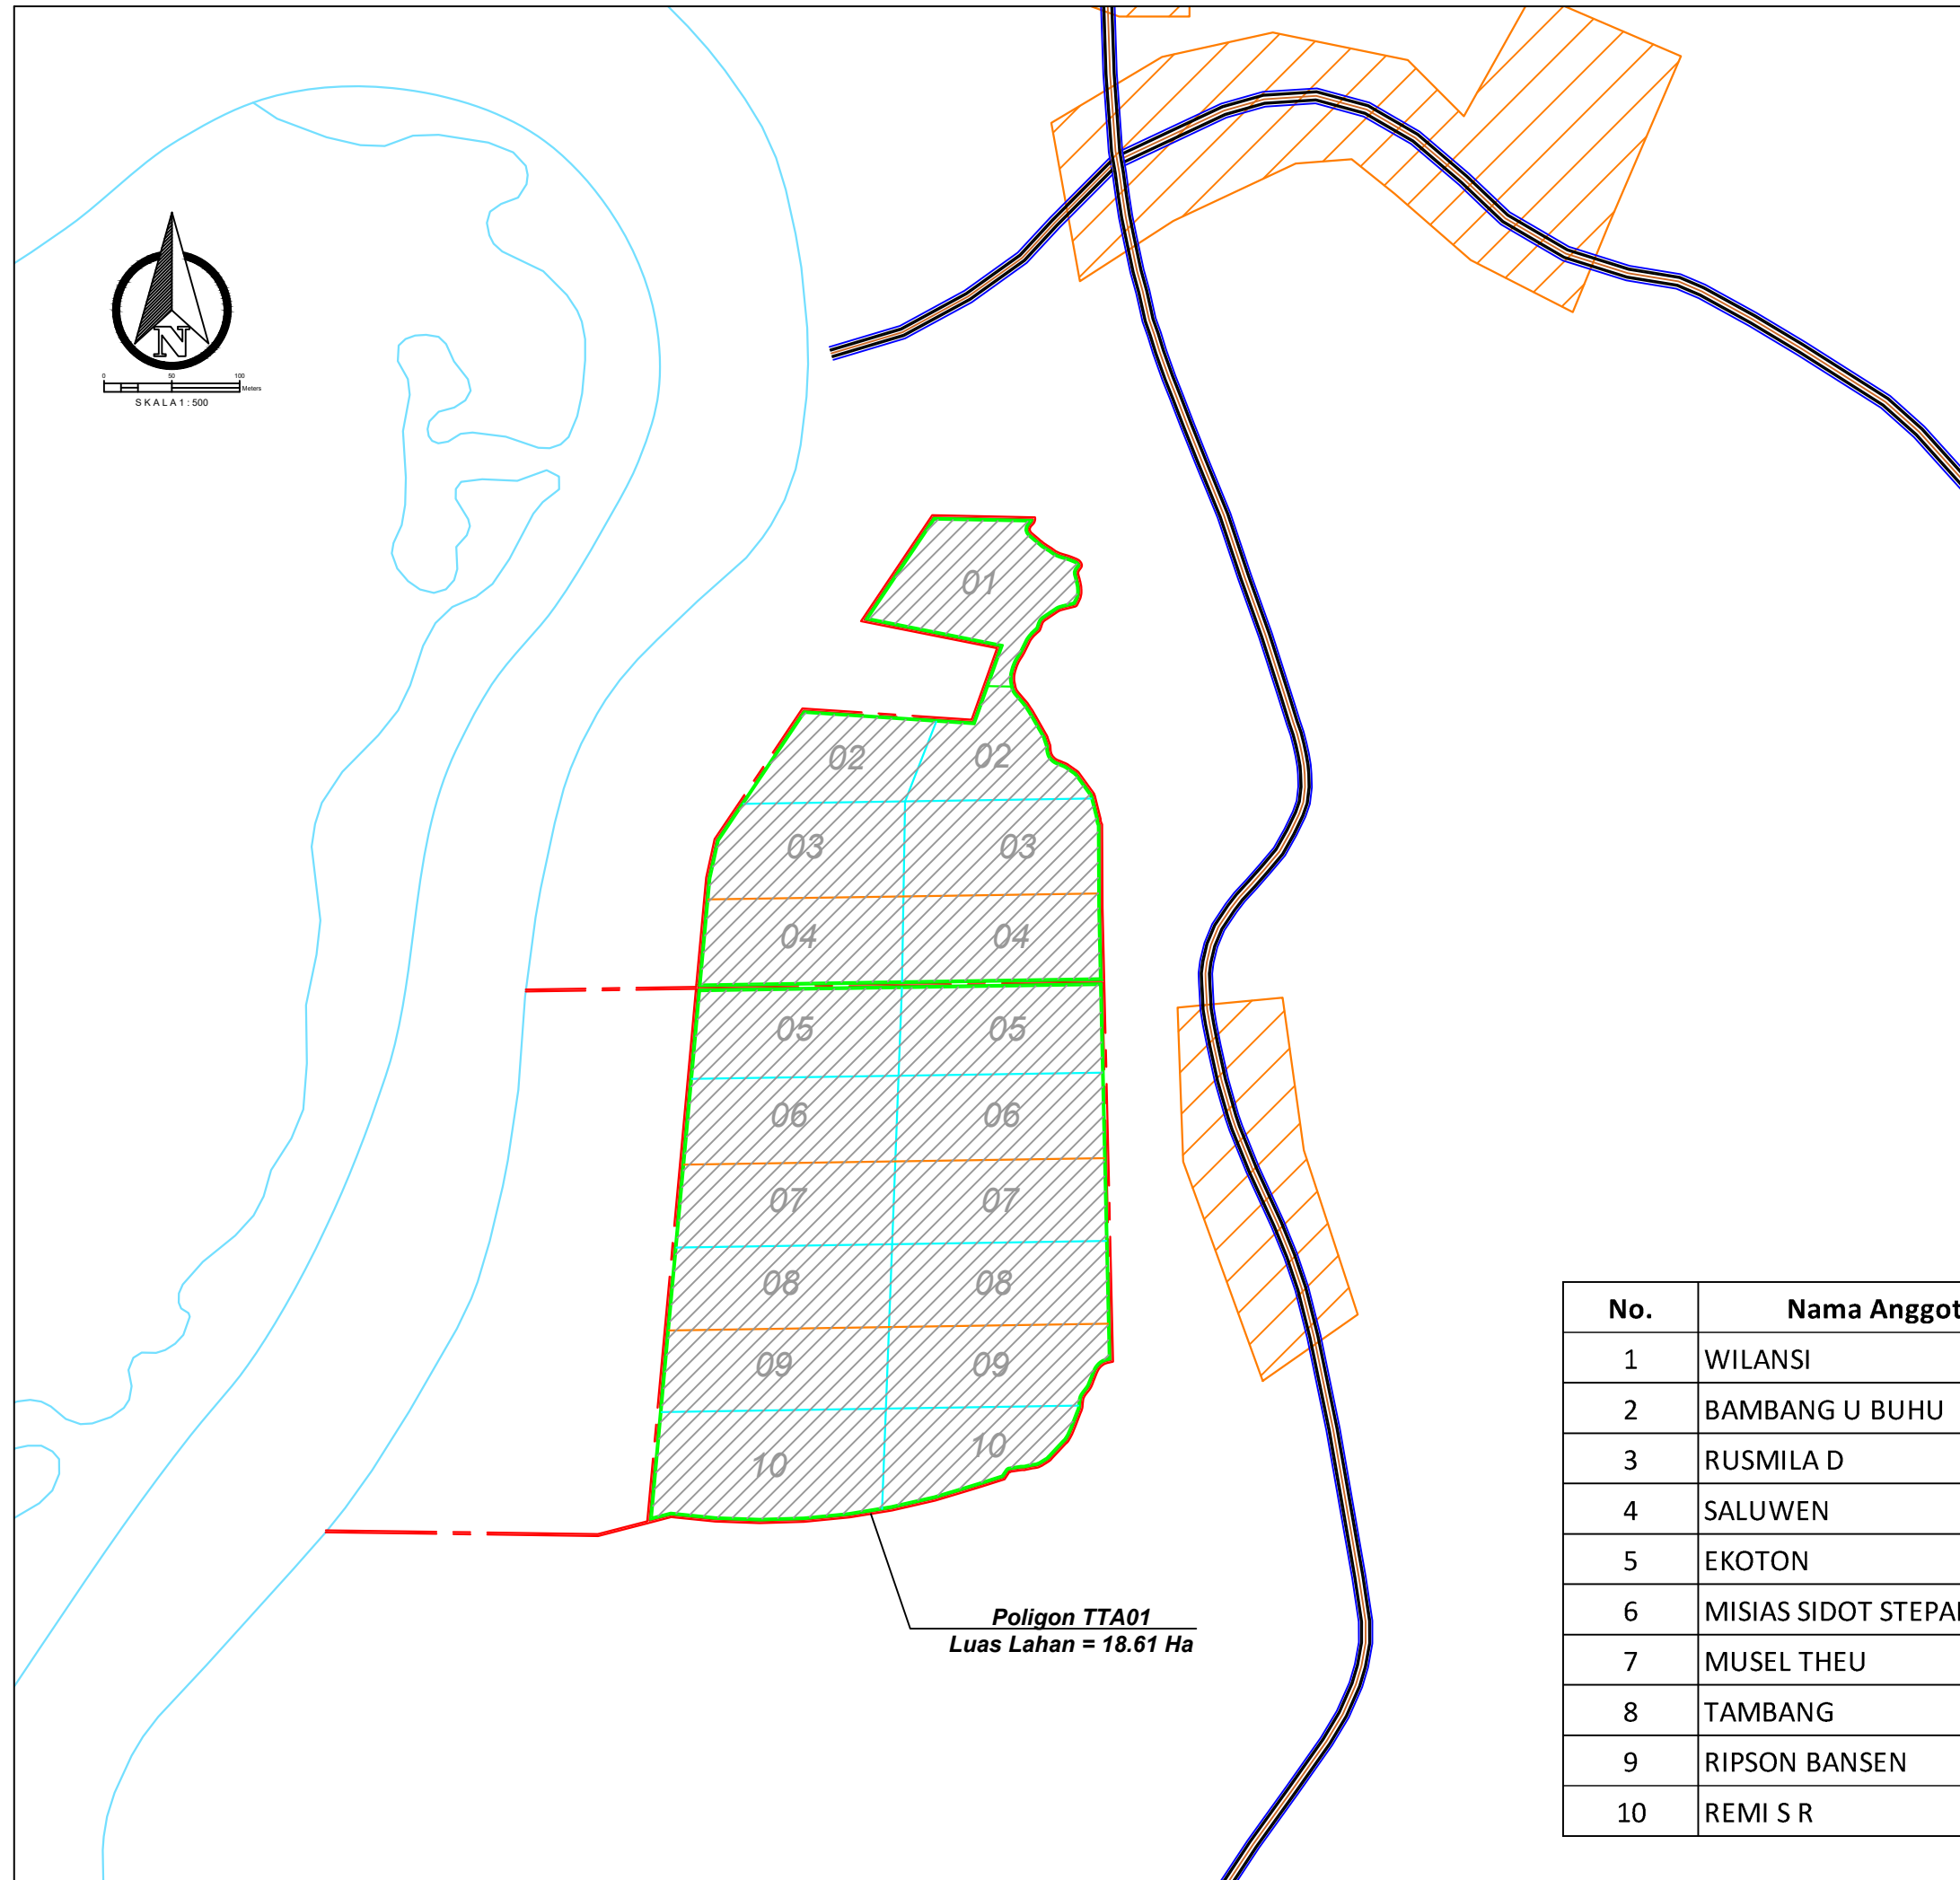 N
0 50 100
Meters
S K A L A 1 : 500
01
02 02
03 03
04 04
05 05
06 06
07 07
08 08
09 09
10 10
Poligon TTA01
Luas Lahan = 18.61 Ha
No. Nama Anggot
1 WILANSI
2 BAMBANG U BUHU
3 RUSMILA D
4 SALUWEN
5 EKOTON
6 MISIAS SIDOT STEPA
7 MUSEL THEU
8 TAMBANG
9 RIPSON BANSEN
10 REMI S R